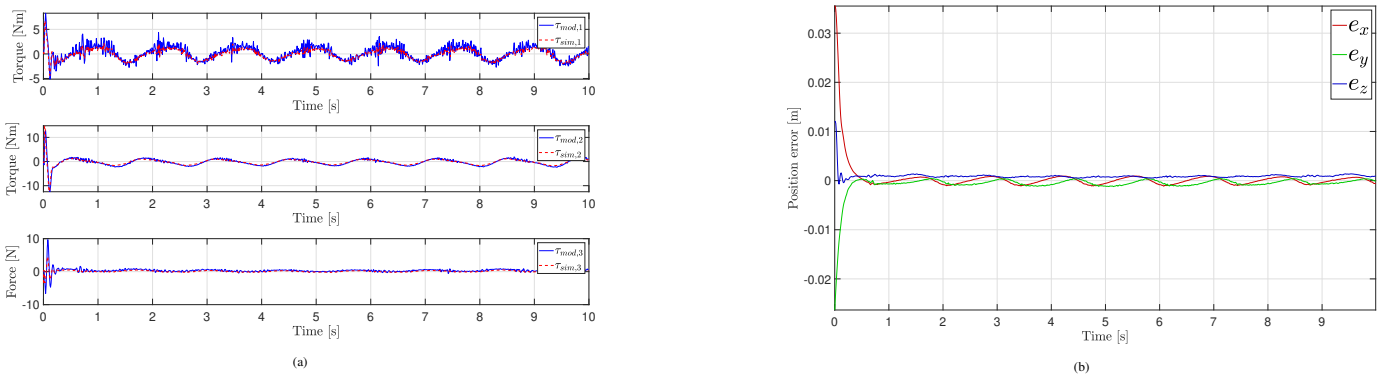 5
0
-5
Torque [Nm]
τmod,1
τsim,1
0 1 2 3 4 5 6 7 8 9 10
Time [s]
10
0
-10
Torque [Nm]
τmod,2
τsim,2
0 1 2 3 4 5 6 7 8 9 10
Time [s]
10
0
-10
Force [N]
τmod,3
τsim,3
0 1 2 3 4 5 6 7 8 9 10
Time [s]
(a)
0.03
0.02
0.01
0
-0.01
-0.02
Position error [m]
ex
ey
ez
0 1 2 3 4 5 6 7 8 9
Time [s]
(b)